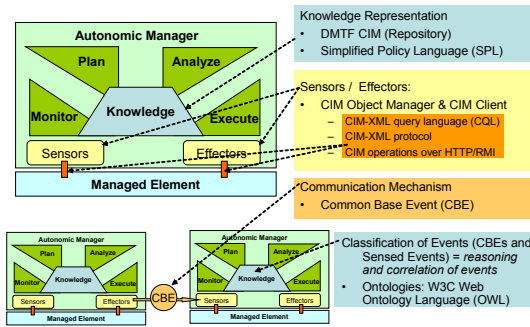 Autonomic Manager
Plan
Analyze
Monitor
Knowledge
Execute
Sensors
Effectors
Managed Element
Knowledge Representation
• DMTF CIM (Repository)
• Simplified Policy Language (SPL)
Sensors / Effectors:
• CIM Object Manager & CIM Client
– CIM-XML query language (CQL)
– CIM-XML protocol
– CIM operations over HTTP/RMI
Communication Mechanism
• Common Base Event (CBE)
Classification of Events (CBEs and
Sensed Events) = reasoning
and correlation of events
• Ontologies: W3C Web
Ontology Language (OWL)
Autonomic Manager
Plan
Analyze
Monitor
Knowledge
Execute
Sensors
Effectors
Managed Element
CBE
Autonomic Manager
Plan
Analyze
Monitor
Knowledge
Execute
Sensors
Effectors
Managed Element